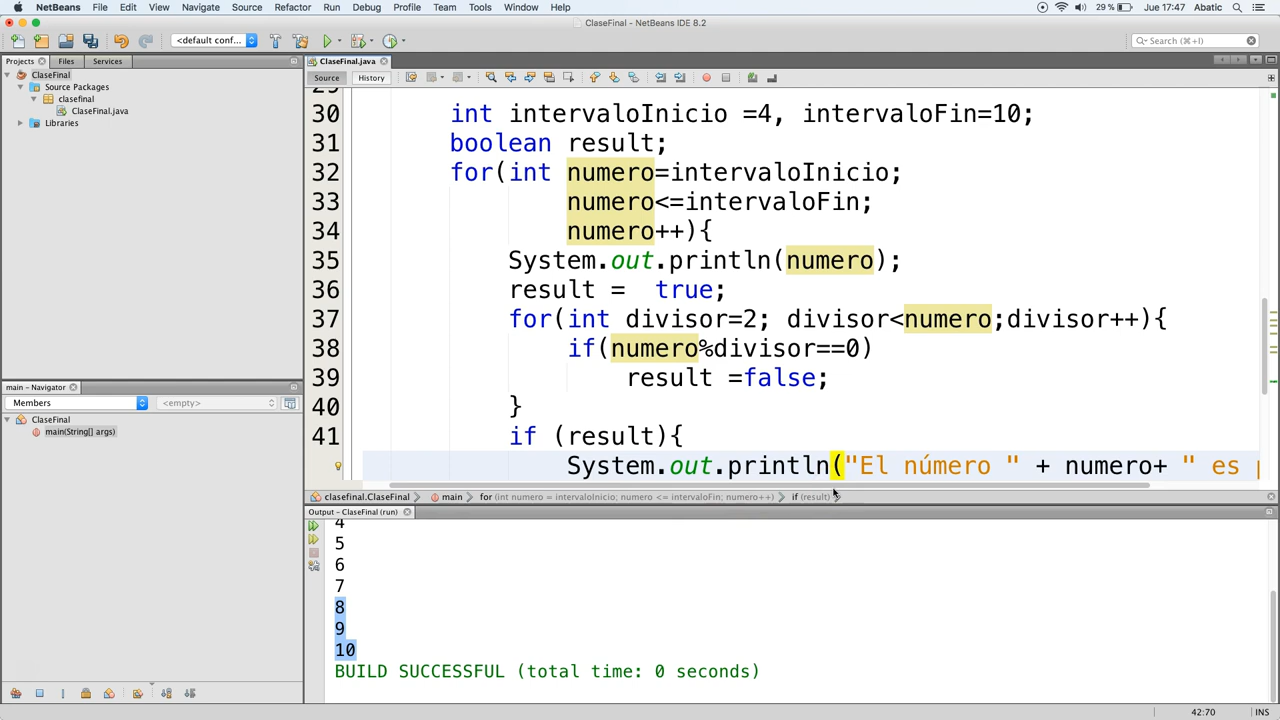 NetBeans File Edit View Navigate Source Refactor Run Debug Profile Team Tools Window Help 29 % Jue 17:47 Abatic
ClaseFinal - NetBeans IDE 8.2
<default conf... Search (⌘+I)
Projects Files Services
ClaseFinal
Source Packages
clasefinal
ClaseFinal.java
Libraries
main - Navigator
Members <empty>
ClaseFinal
main(String[] args)
ClaseFinal.java
Source History
30 int intervaloInicio =4, intervaloFin=10;
31 boolean result;
32 for(int numero=intervaloInicio;
33 numero<=intervaloFin;
34 numero++){
35 System.out.println(numero);
36 result =  true;
37 for(int divisor=2; divisor<numero;divisor++){
38 if(numero%divisor==0)
39 result =false;
40 }
41 if (result){
System.out.println("El número " + numero+ " es
clasefinal.ClaseFinal main for (int numero = intervaloInicio; numero <= intervaloFin; numero++) if (result)
Output - ClaseFinal (run)
4
5
6
7
8
9
10
BUILD SUCCESSFUL (total time: 0 seconds)
42:70 INS